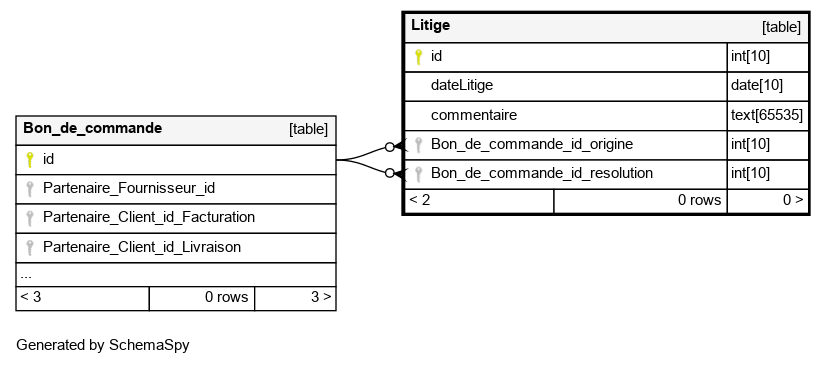 Litige [table]
id int[10]
dateLitige date[10]
commentaire text[65535]
Bon_de_commande_id_origine int[10]
Bon_de_commande_id_resolution int[10]
< 2 0 rows 0 >
Bon_de_commande [table]
id
Partenaire_Fournisseur_id
Partenaire_Client_id_Facturation
Partenaire_Client_id_Livraison
...
< 3 0 rows 3 >
Generated by SchemaSpy